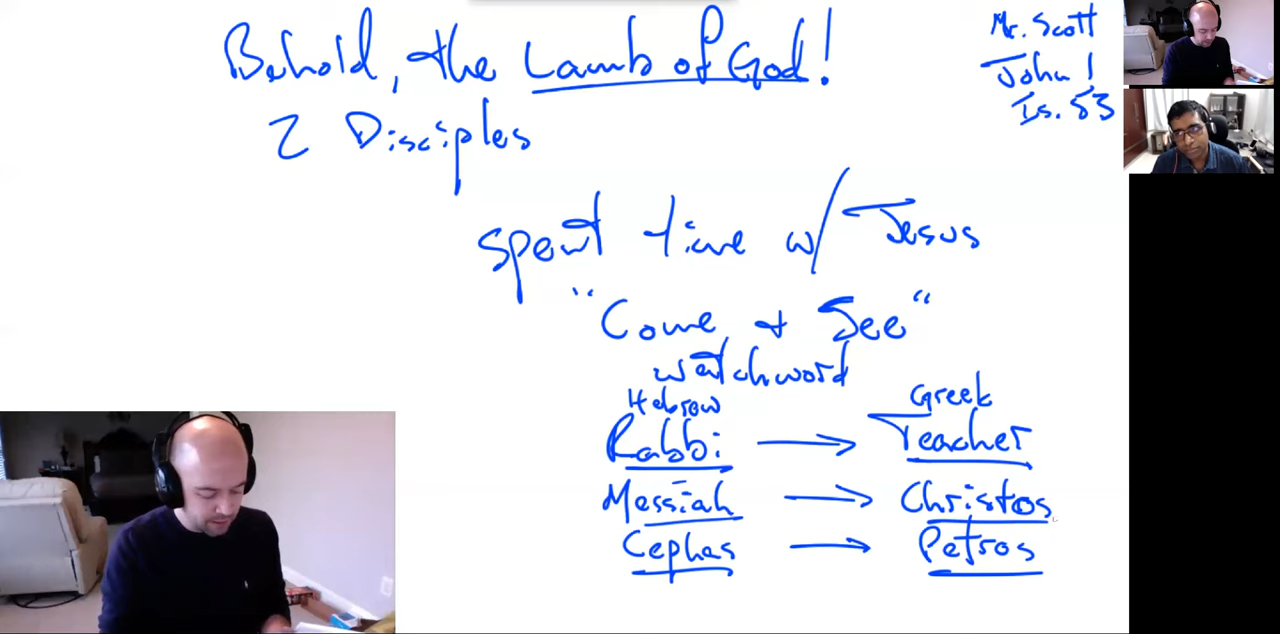 Behold, the Lamb of God!
2 Disciples
Mr. Scott
John 1
Is. 53
spent time w/ Jesus
"Come + See"
watchword
Hebrew Greek
Rabbi → Teacher
Messiah → Christos
Cephas → Petros